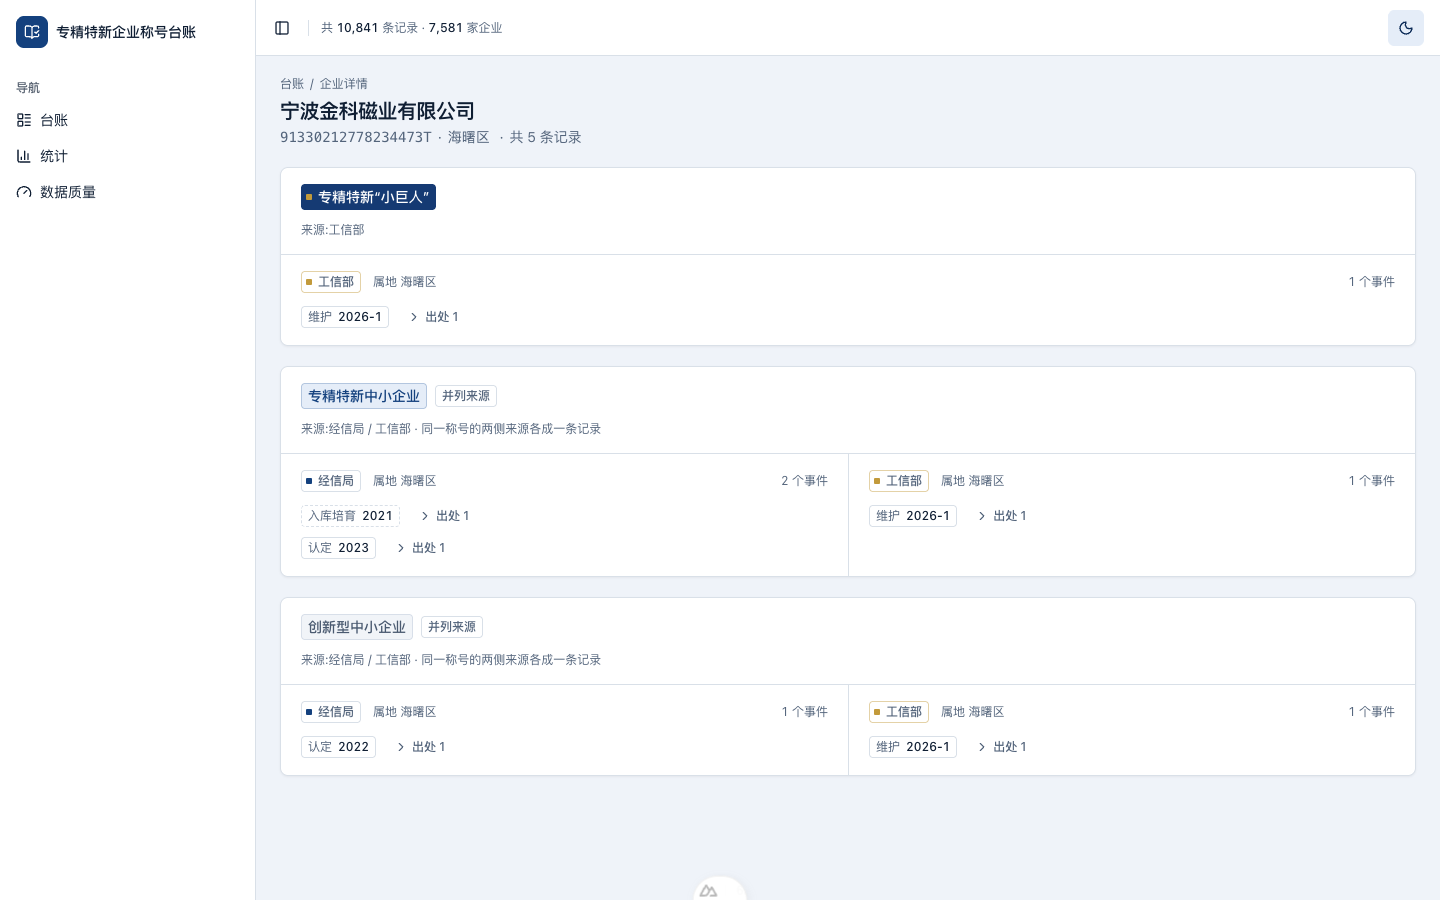 专精特新企业称号台账
导航
台账
统计
数据质量
共 10,841 条记录 · 7,581 家企业
台账 / 企业详情
宁波金科磁业有限公司
91330212778234473T · 海曙区 · 共 5 条记录
专精特新“小巨人”
来源:工信部
工信部 属地 海曙区 1 个事件
维护 2026-1 出处 1
专精特新中小企业 并列来源
来源:经信局 / 工信部 · 同一称号的两侧来源各成一条记录
经信局 属地 海曙区 2 个事件
入库培育 2021 出处 1
认定 2023 出处 1
工信部 属地 海曙区 1 个事件
维护 2026-1 出处 1
创新型中小企业 并列来源
来源:经信局 / 工信部 · 同一称号的两侧来源各成一条记录
经信局 属地 海曙区 1 个事件
认定 2022 出处 1
工信部 属地 海曙区 1 个事件
维护 2026-1 出处 1